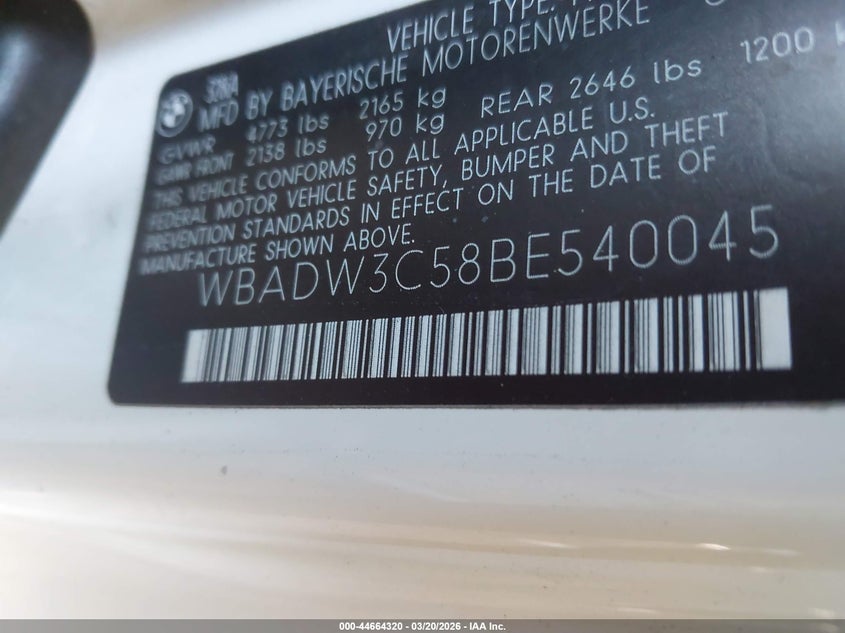 VEHICLE TYPE:
MFD BY BAYERISCHE MOTORENWERKE
GVWR 4773 lbs 2165 kg
GAWR FRONT 2138 lbs 970 kg REAR 2646 lbs 1200
THIS VEHICLE CONFORMS TO ALL APPLICABLE U.S.
FEDERAL MOTOR VEHICLE SAFETY, BUMPER AND THEFT
PREVENTION STANDARDS IN EFFECT ON THE DATE OF
MANUFACTURE SHOWN ABOVE.
WBADW3C58BE540045
000-44664320 - 03/20/2026 - IAA Inc.